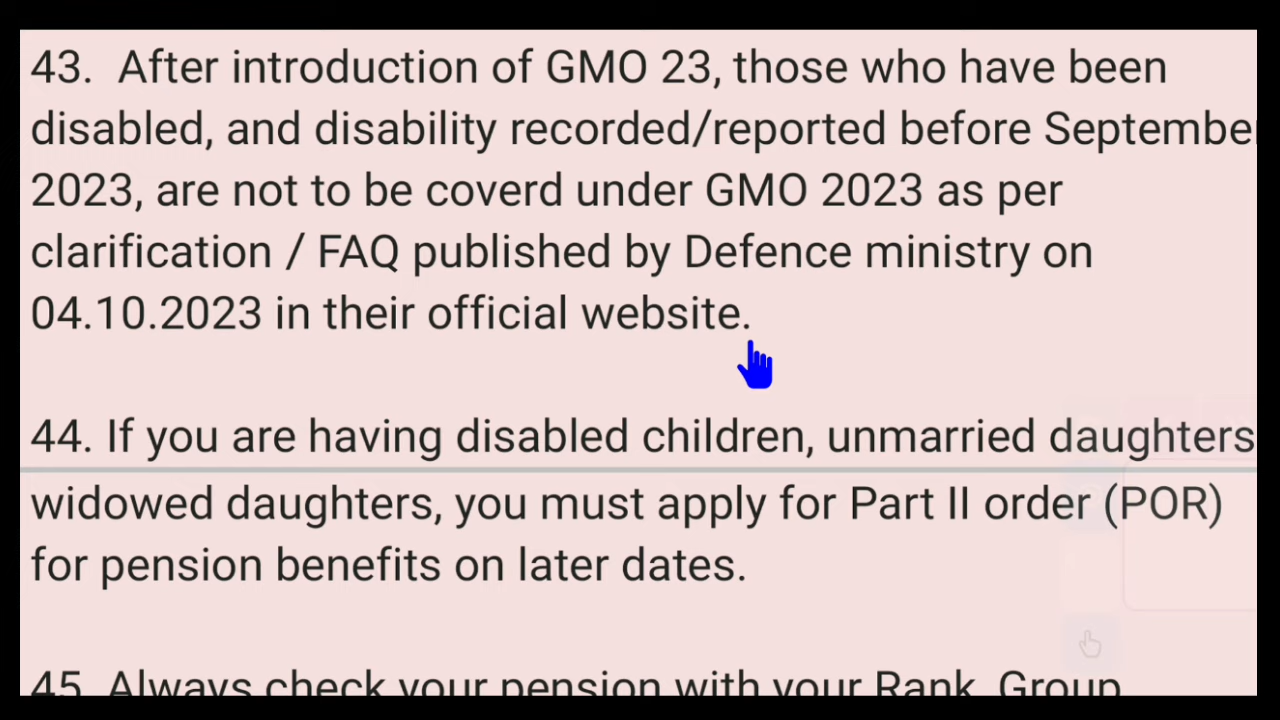 43. After introduction of GMO 23, those who have been
disabled, and disability recorded/reported before September
2023, are not to be coverd under GMO 2023 as per
clarification / FAQ published by Defence ministry on
04.10.2023 in their official website.
44. If you are having disabled children, unmarried daughters
widowed daughters, you must apply for Part II order (POR)
for pension benefits on later dates.
45. Always check your pension with your Rank, Group